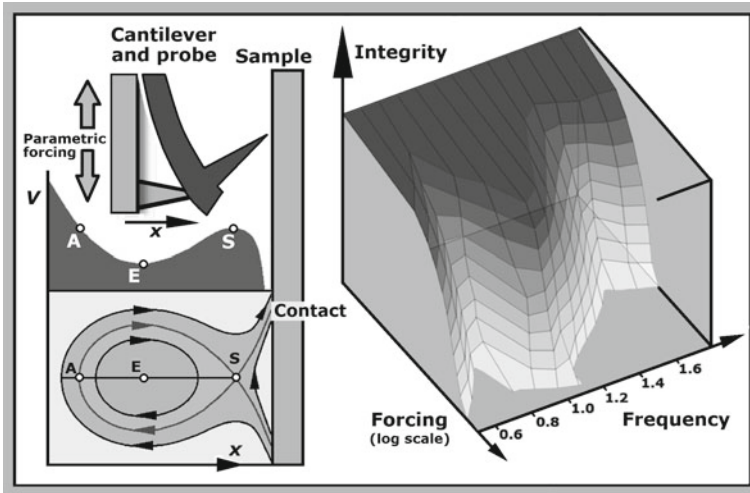 Cantilever
and probe
Sample
Parametric
forcing
x
V
A
E
S
Contact
A
E
S
x
Integrity
Forcing
(log scale)
Frequency
0.6
0.8
1.0
1.2
1.4
1.6